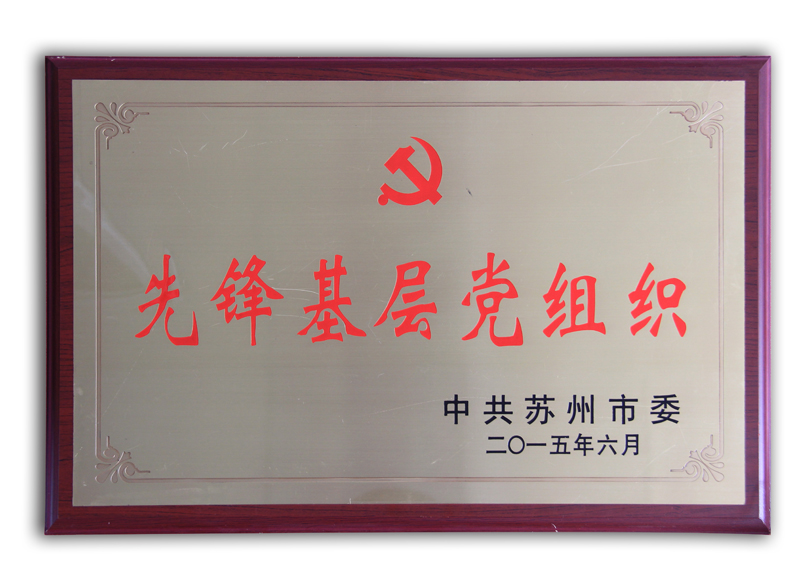 先锋基层党组织
中共苏州市委
二〇一五年六月